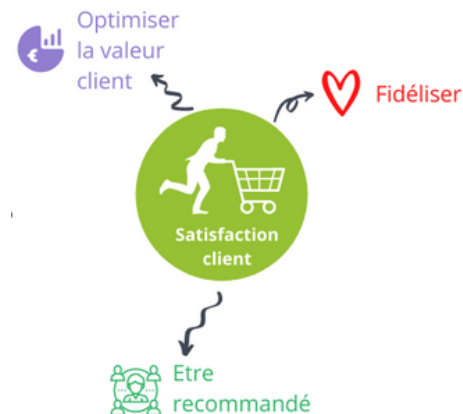 Optimiser
la valeur
client
Fidéliser
Satisfaction
client
Etre
recommandé